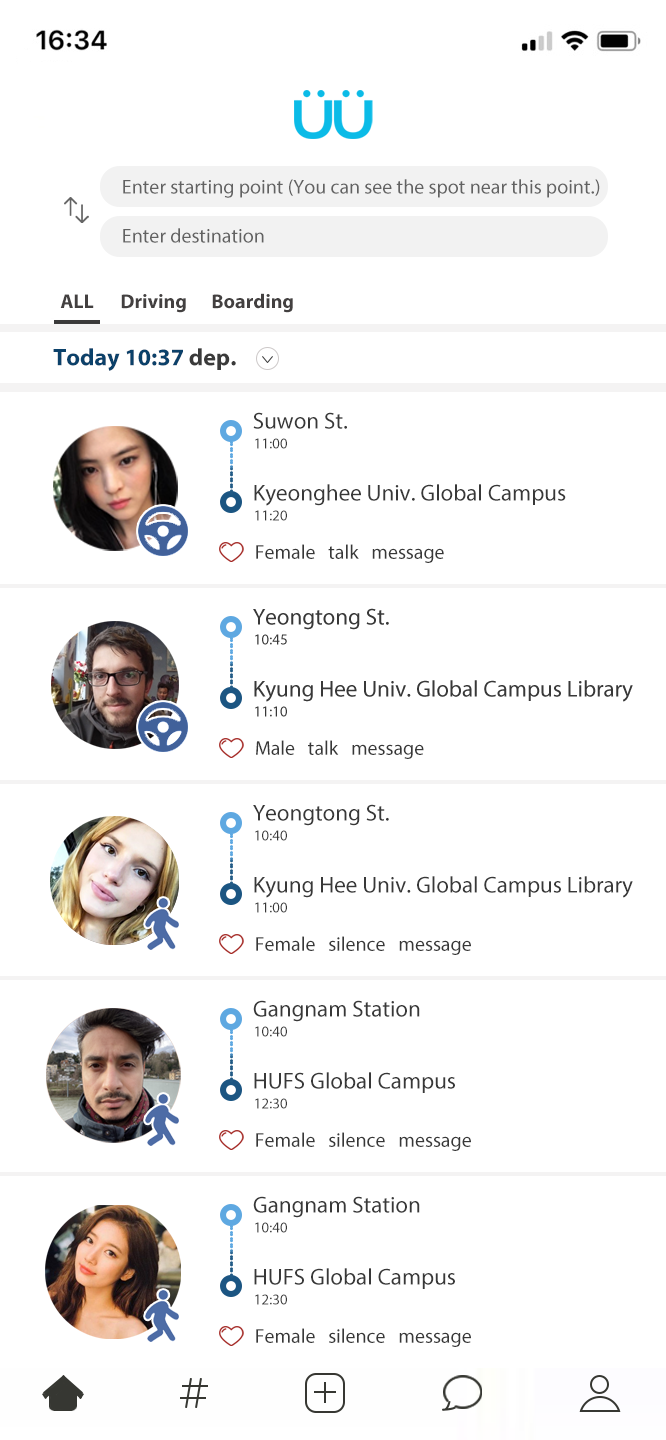 16:34
ÜÜ
Enter starting point (You can see the spot near this point.)
Enter destination
ALL Driving Boarding
Today 10:37 dep.
Suwon St.
11:00
Kyeonghee Univ. Global Campus
11:20
Female talk message
Yeongtong St.
10:45
Kyung Hee Univ. Global Campus Library
11:10
Male talk message
Yeongtong St.
10:40
Kyung Hee Univ. Global Campus Library
11:00
Female silence message
Gangnam Station
10:40
HUFS Global Campus
12:30
Female silence message
Gangnam Station
10:40
HUFS Global Campus
12:30
Female silence message
#